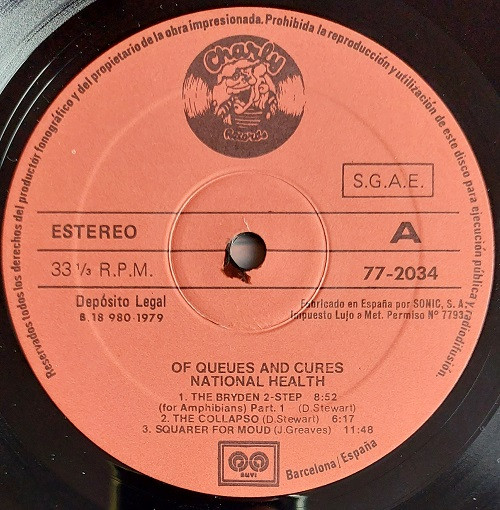 Reservados todos los derechos del productor fonográfico y del propietario de la obra impresionada. Prohibida la reproducción y utilización de este disco para ejecución pública y radiodifusión.
Charly
Records
S.G.A.E.
ESTEREO
A
33 1/3 R.P.M.
77-2034
Depósito Legal
B.18 980-1979
Fabricado en España por SONIC, S.A.
Impuesto Lujo a Met. Permiso Nº 7793
OF QUEUES AND CURES
NATIONAL HEALTH
1. THE BRYDEN 2-STEP 8:52
(for Amphibians) Part. 1 (D.Stewart)
2. THE COLLAPSO (D.Stewart) 6:17
3. SQUARER FOR MOUD (J.Greaves) 11:48
Barcelona/España